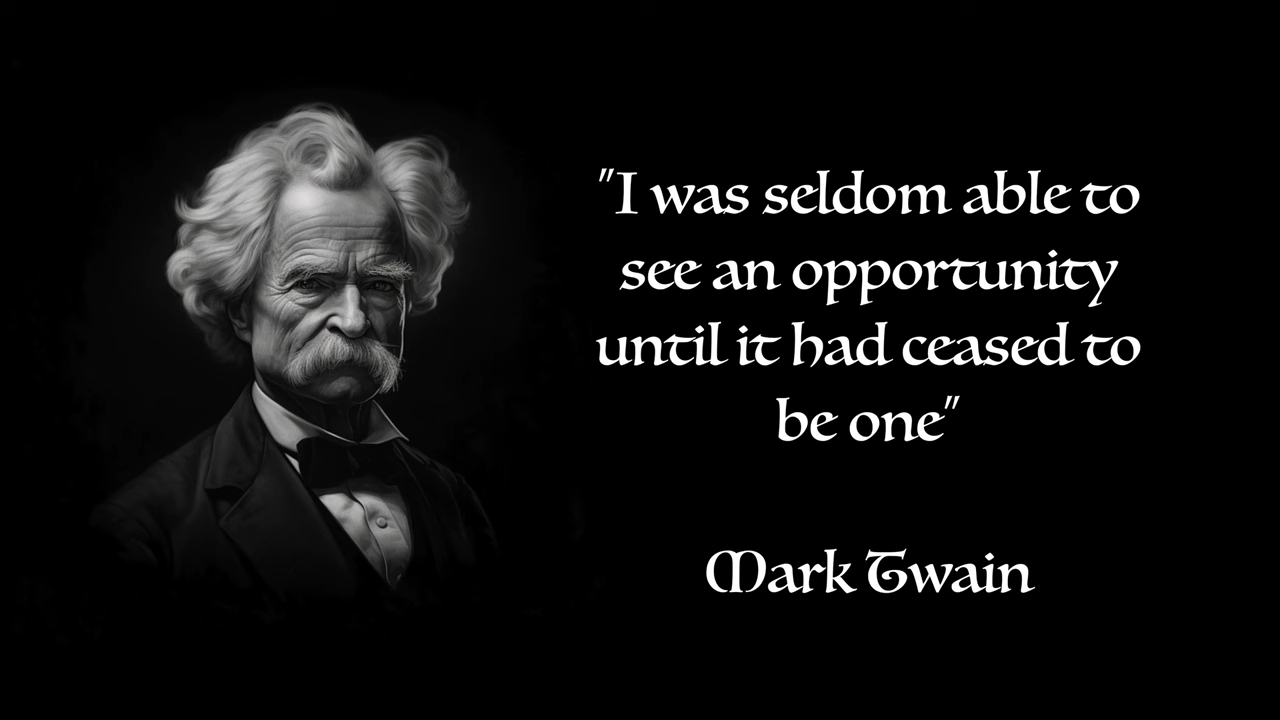 "I was seldom able to
see an opportunity
until it had ceased to
be one"
Mark Twain